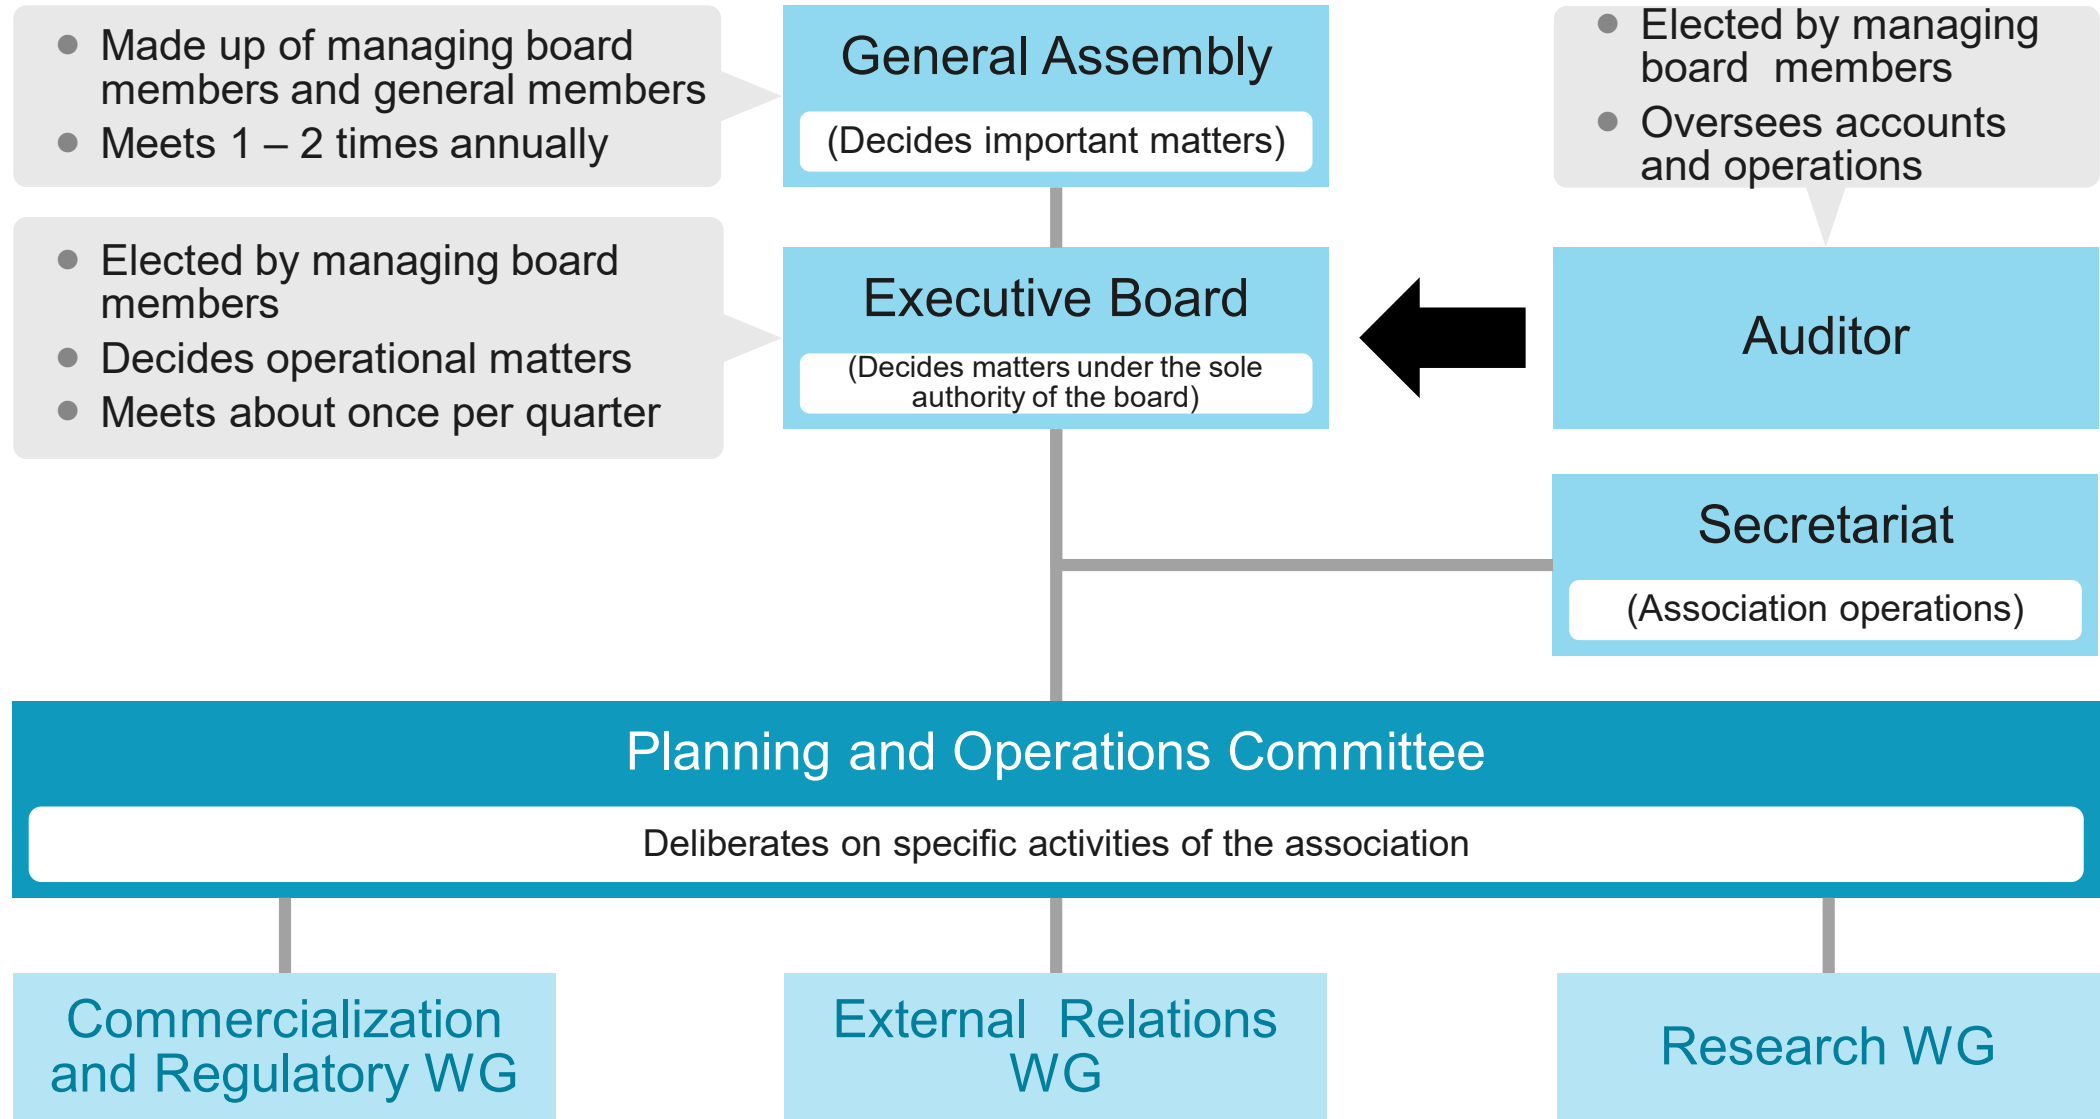 ● Made up of managing board
members and general members
● Meets 1 – 2 times annually
General Assembly
(Decides important matters)
● Elected by managing
board members
● Oversees accounts
and operations
● Elected by managing board
members
● Decides operational matters
● Meets about once per quarter
Executive Board
(Decides matters under the sole
authority of the board)
Auditor
Secretariat
(Association operations)
Planning and Operations Committee
Deliberates on specific activities of the association
Commercialization
and Regulatory WG
External Relations
WG
Research WG